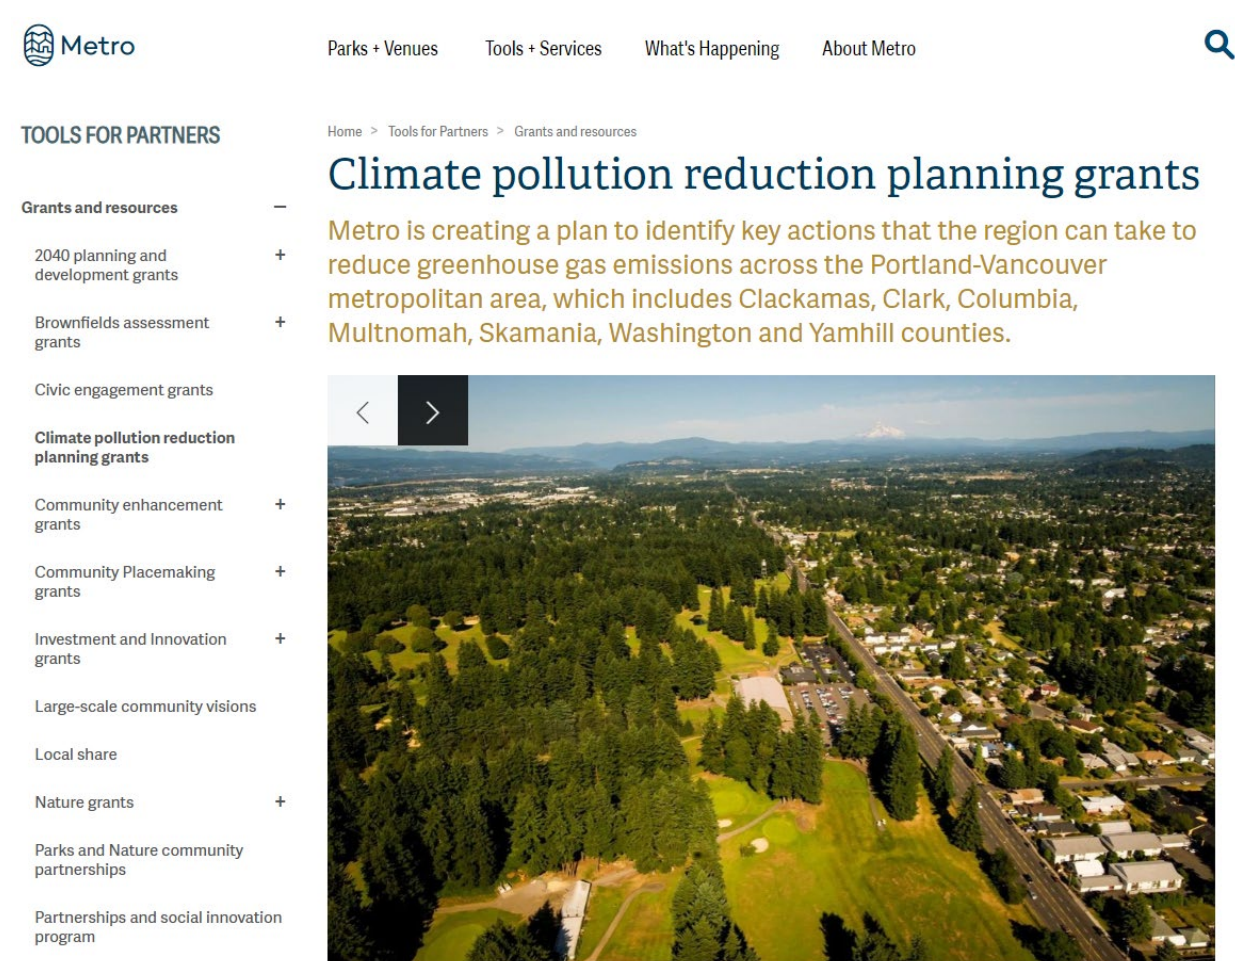 Metro
Parks + Venues
Tools + Services
What's Happening
About Metro
TOOLS FOR PARTNERS
Grants and resources
2040 planning and
development grants
Brownfields assessment
grants
Civic engagement grants
Climate pollution reduction
planning grants
Community enhancement
grants
Community Placemaking
grants
Investment and Innovation
grants
Large-scale community visions
Local share
Nature grants
Parks and Nature community
partnerships
Partnerships and social innovation
program
Home > Tools for Partners > Grants and resources
Climate pollution reduction planning grants
Metro is creating a plan to identify key actions that the region can take to
reduce greenhouse gas emissions across the Portland-Vancouver
metropolitan area, which includes Clackamas, Clark, Columbia,
Multnomah, Skamania, Washington and Yamhill counties.